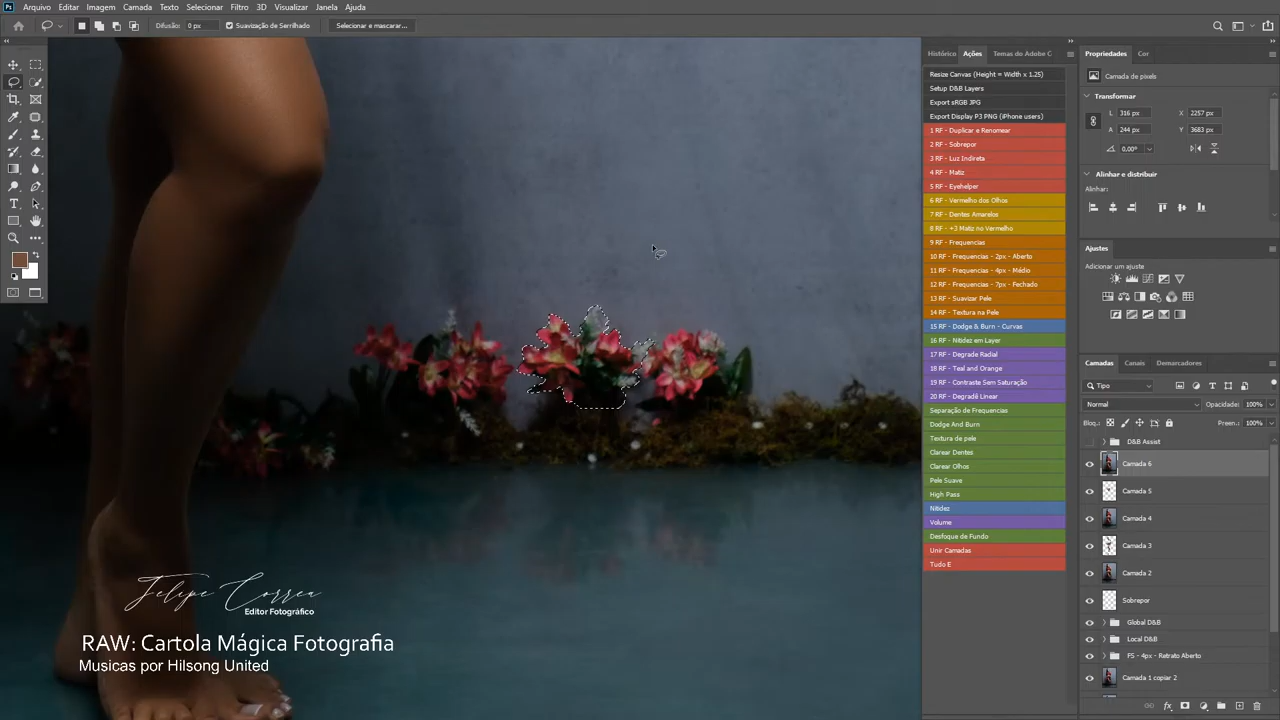 Arquivo Editar Imagem Camada Texto Selecionar Filtro 3D Visualizar Janela Ajuda
Difusão: 0 px Suavização de Serrilhado Selecionar e mascarar...
Histórico Ações Temas do Adobe C
Resize Canvas (Height = Width x 1.25)
Setup D&B Layers
Export sRGB JPG
Export Display P3 PNG (iPhone users)
1 RF - Duplicar e Renomear
2 RF - Sobrepor
3 RF - Luz Indireta
4 RF - Matiz
5 RF - Eyehelper
6 RF - Vermelho dos Olhos
7 RF - Dentes Amarelos
8 RF - +3 Matiz no Vermelho
9 RF - Frequencias
10 RF - Frequencias - 2px - Aberto
11 RF - Frequencias - 4px - Médio
12 RF - Frequencias - 7px - Fechado
13 RF - Suavizar Pele
14 RF - Textura na Pele
15 RF - Dodge & Burn - Curvas
16 RF - Nitidez em Layer
17 RF - Degrade Radial
18 RF - Teal and Orange
19 RF - Contraste Sem Saturação
20 RF - Degradê Linear
Separação de Frequencias
Dodge And Burn
Textura de pele
Clarear Dentes
Clarear Olhos
Pele Suave
High Pass
Nitidez
Volume
Desfoque de Fundo
Unir Camadas
Tudo E
Propriedades Cor
Camada de pixels
Transformar
L 316 px X 2257 px
A 244 px Y 3683 px
0,00°
Alinhar e distribuir
Alinhar:
Ajustes
Adicionar um ajuste
Camadas Canais Demarcadores
Tipo
Normal Opacidade: 100%
Bloq.: Preen.: 100%
D&B Assist
Camada 6
Camada 5
Camada 4
Camada 3
Camada 2
Sobrepor
Global D&B
Local D&B
FS - 4px - Retrato Aberto
Camada 1 copiar 2
Felipe Correa
Editor Fotográfico
RAW: Cartola Mágica Fotografia
Musicas por Hilsong United